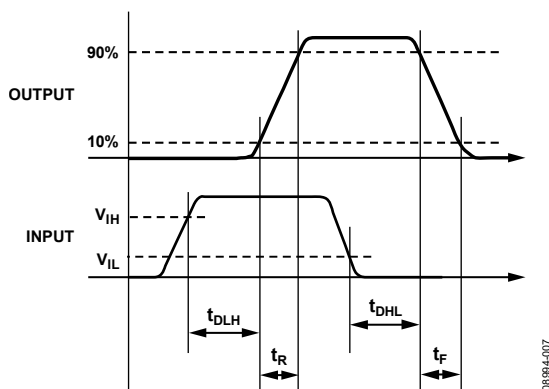 90%
OUTPUT
10%
VIH
INPUT
VIL
tDLH
tDHL
tR
tF
08994-007